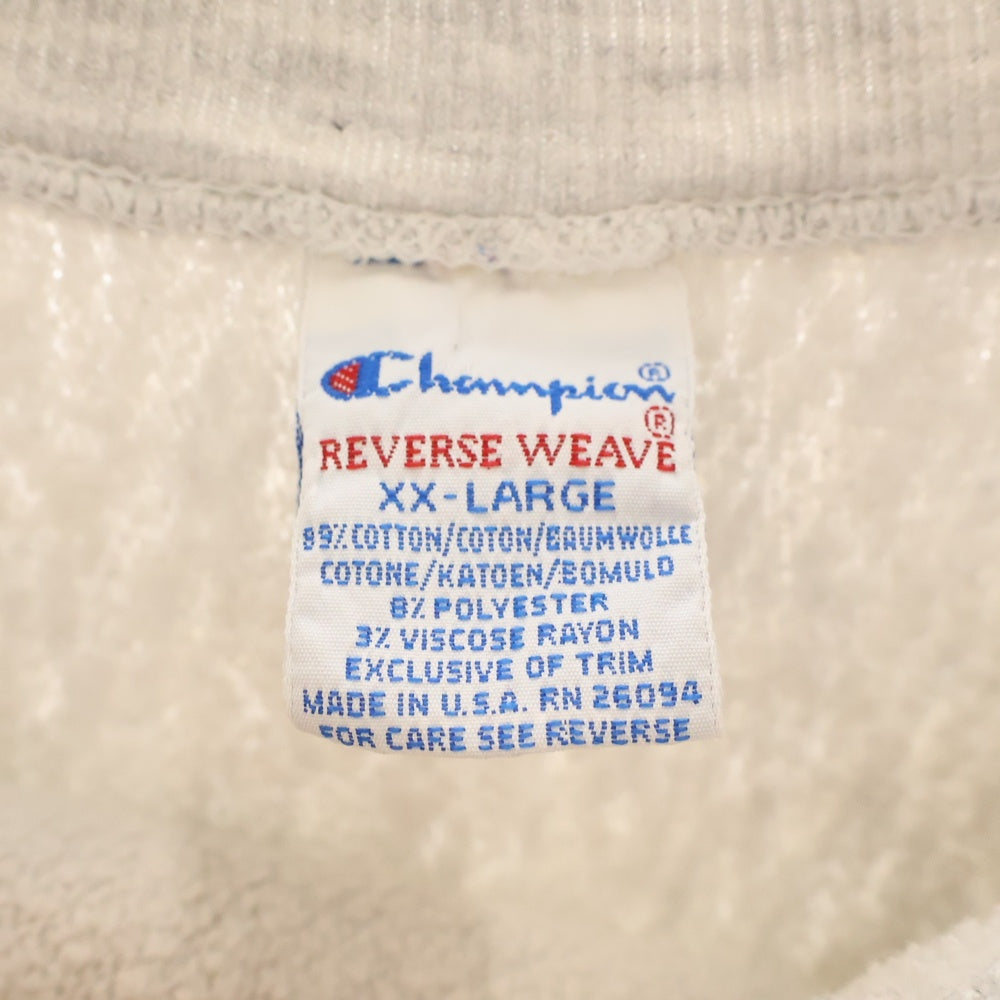 Champion®
REVERSE WEAVE®
XX-LARGE
89% COTTON/COTON/BAUMWOLLE
COTONE/KATOEN/BOMULD
8% POLYESTER
3% VISCOSE RAYON
EXCLUSIVE OF TRIM
MADE IN U.S.A. RN 26094
FOR CARE SEE REVERSE